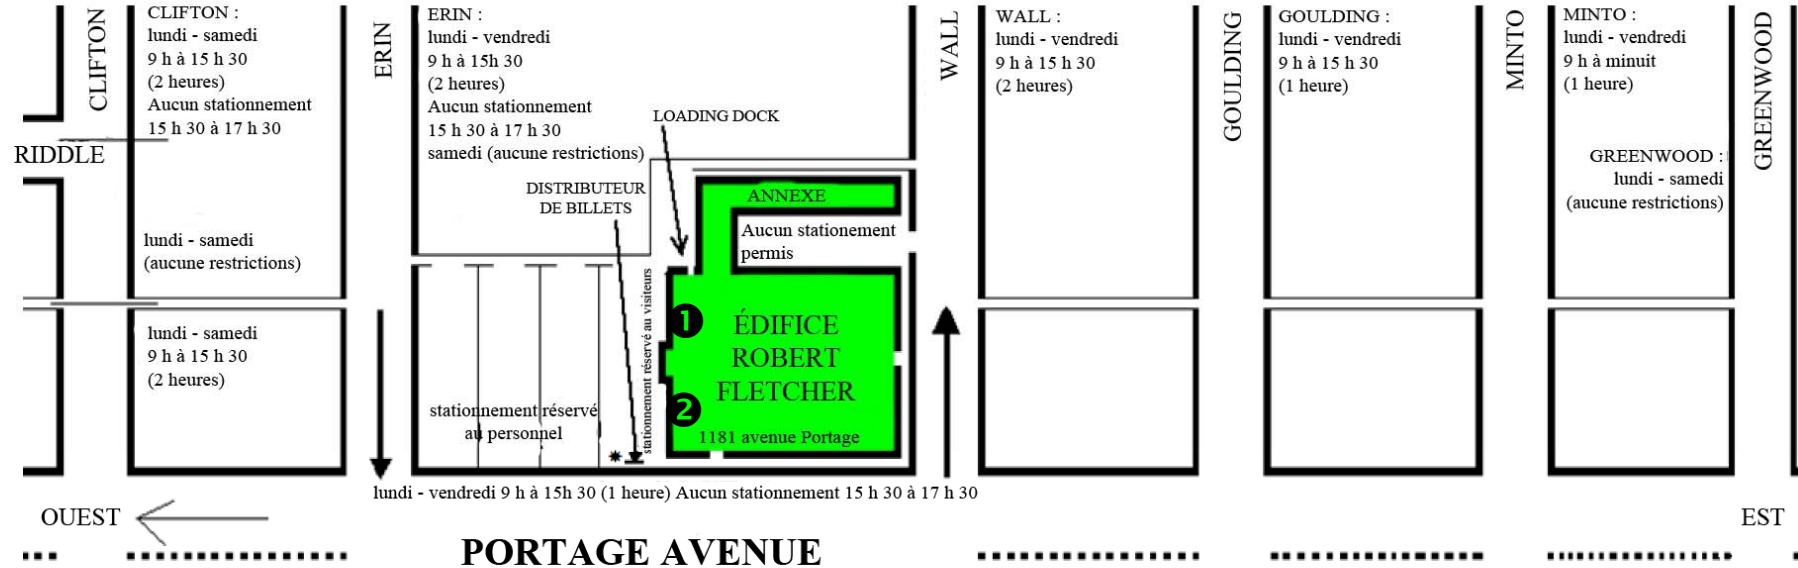 CLIFTON
CLIFTON :
lundi - samedi
9 h à 15 h 30
(2 heures)
Aucun stationnement
15 h 30 à 17 h 30
RIDDLE
lundi - samedi
(aucune restrictions)
lundi - samedi
9 h à 15 h 30
(2 heures)
ERIN
ERIN :
lundi - vendredi
9 h à 15h 30
(2 heures)
Aucun stationnement
15 h 30 à 17 h 30
samedi (aucune restrictions)
LOADING DOCK
DISTRIBUTEUR
DE BILLETS
ANNEXE
Aucun stationement
permis
stationnement réservé au visiteurs
1
ÉDIFICE
ROBERT
FLETCHER
2
1181 avenue Portage
stationnement réservé
au personnel
WALL
WALL :
lundi - vendredi
9 h à 15 h 30
(2 heures)
GOULDING
GOULDING :
lundi - vendredi
9 h à 15 h 30
(1 heure)
MINTO
MINTO :
lundi - vendredi
9 h à minuit
(1 heure)
GREENWOOD :
lundi - samedi
(aucune restrictions)
GREENWOOD
lundi - vendredi 9 h à 15h 30 (1 heure) Aucun stationnement 15 h 30 à 17 h 30
OUEST
EST
PORTAGE AVENUE